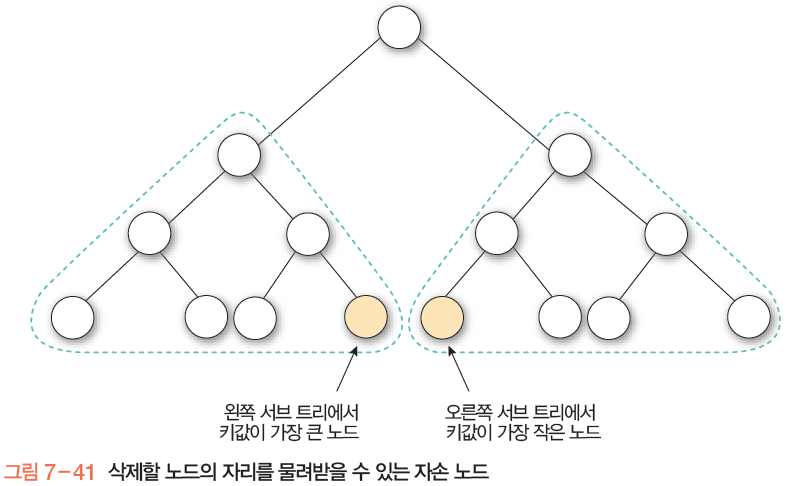 왼쪽 서브 트리에서
키값이 가장 큰 노드
오른쪽 서브 트리에서
키값이 가장 작은 노드
그림 7-41 삭제할 노드의 자리를 물려받을 수 있는 자손 노드